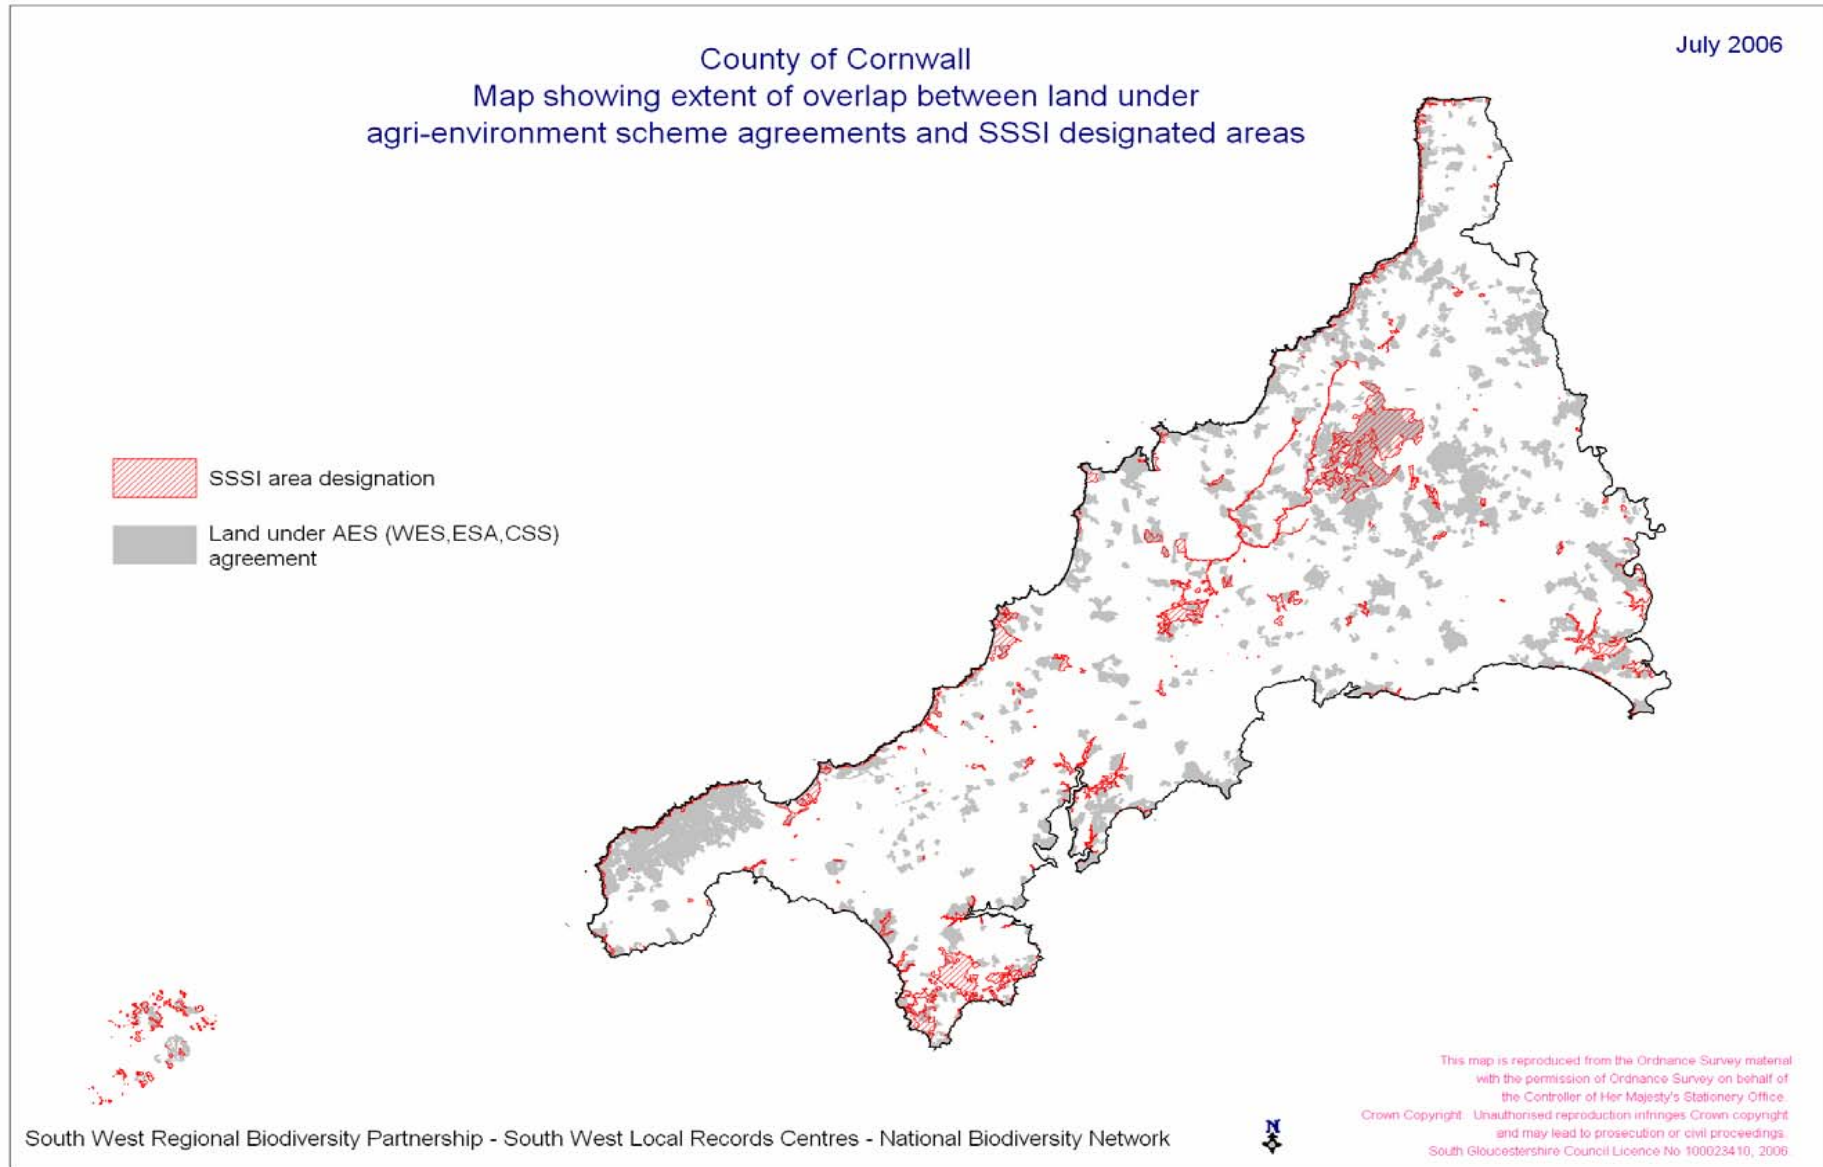 July 2006
County of Cornwall
Map showing extent of overlap between land under
agri-environment scheme agreements and SSSI designated areas
SSSI area designation
Land under AES (WES,ESA,CSS)
agreement
This map is reproduced from the Ordnance Survey material
with the permission of Ordnance Survey on behalf of
the Controller of Her Majesty's Stationery Office.
Crown Copyright. Unauthorised reproduction infringes Crown copyright
and may lead to prosecution or civil proceedings.
South Gloucestershire Council Licence No 100023410, 2006.
South West Regional Biodiversity Partnership - South West Local Records Centres - National Biodiversity Network
N